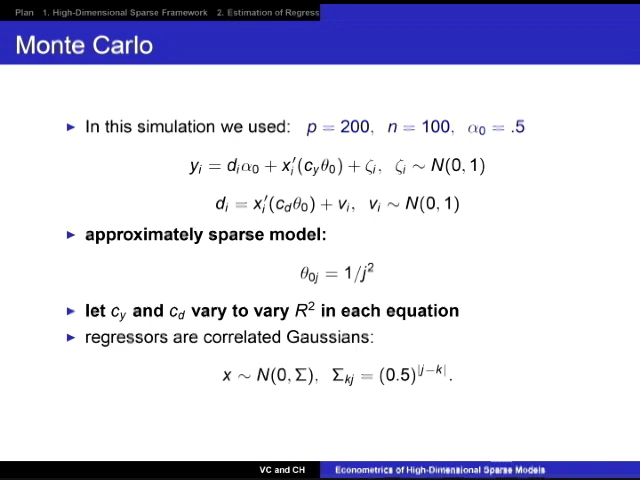 Plan 1. High-Dimensional Sparse Framework 2. Estimation of Regress
Monte Carlo
▶ In this simulation we used: p = 200, n = 100, α₀ = .5
yᵢ = dᵢα₀ + xᵢ′(c_yθ₀) + ζᵢ, ζᵢ ∼ N(0, 1)
dᵢ = xᵢ′(c_dθ₀) + vᵢ, vᵢ ∼ N(0, 1)
▶ approximately sparse model:
θ₀ⱼ = 1/j²
▶ let c_y and c_d vary to vary R² in each equation
▶ regressors are correlated Gaussians:
x ∼ N(0, Σ), Σ_kj = (0.5)^|j−k|.
VC and CH Econometrics of High-Dimensional Sparse Models